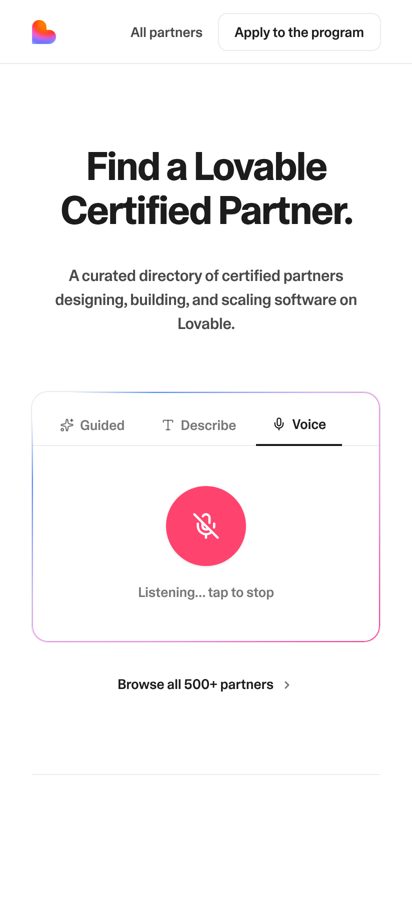 All partners
Apply to the program
Find a Lovable
Certified Partner.
A curated directory of certified partners
designing, building, and scaling software on
Lovable.
Guided
Describe
Voice
Listening... tap to stop
Browse all 500+ partners